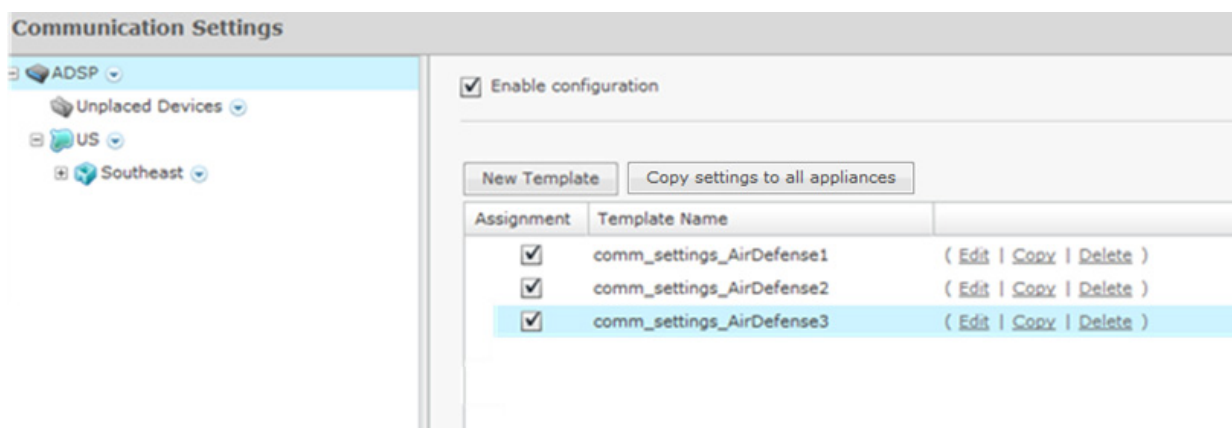 Communication Settings
ADSP
Unplaced Devices
US
Southeast
Enable configuration
New Template
Copy settings to all appliances
Assignment Template Name
comm_settings_AirDefense1 ( Edit | Copy | Delete )
comm_settings_AirDefense2 ( Edit | Copy | Delete )
comm_settings_AirDefense3 ( Edit | Copy | Delete )